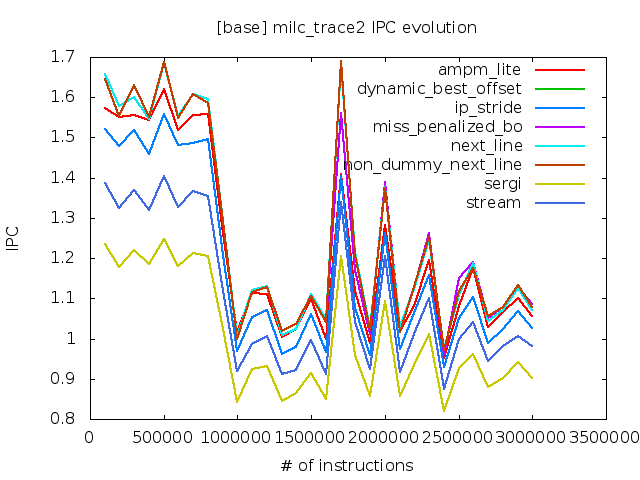 [base] milc_trace2 IPC evolution
1.7
1.6
1.5
1.4
1.3
1.2
1.1
1
0.9
0.8
IPC
ampm_lite
dynamic_best_offset
ip_stride
miss_penalized_bo
next_line
non_dummy_next_line
sergi
stream
0 500000 1000000 1500000 2000000 2500000 3000000 3500000
# of instructions